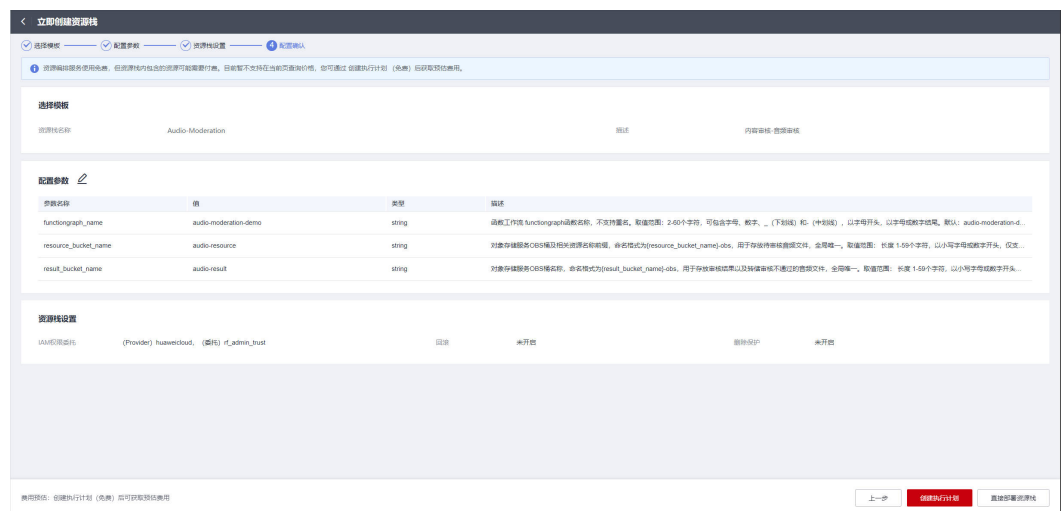 立即创建资源栈
选择模板 配置参数 资源栈设置 4 配置确认
资源编排服务使用免费，但资源栈内包含的资源可能需要付费。目前暂不支持在当前页查询价格，您可通过 创建执行计划 （免费）后获取预估费用。
选择模板
资源栈名称 Audio-Moderation 描述 内容审核-音频审核
配置参数
参数名称 值 类型 描述
functiongraph_name audio-moderation-demo string 函数工作流 functiongraph函数名称，不支持重名。取值范围：2-60个字符，可包含字母、数字、_（下划线）和-（中划线），以字母开头，以字母或数字结尾。默认：audio-moderation-d...
resource_bucket_name audio-resource string 对象存储服务OBS桶及相关资源名称前缀，命名格式为{resource_bucket_name}-obs，用于存放待审核音频文件，全局唯一。取值范围： 长度 1-59个字符，以小写字母或数字开头，仅支...
result_bucket_name audio-result string 对象存储服务OBS桶名称，命名格式为{result_bucket_name}-obs，用于存放审核结果以及转储审核不通过的音频文件，全局唯一。取值范围： 长度 1-59个字符，以小写字母或数字开头...
资源栈设置
IAM权限委托 (Provider) huaweicloud, (委托) rf_admin_trust 回滚 未开启 删除保护 未开启
费用预估：创建执行计划（免费）后可获取预估费用 上一步 创建执行计划 直接部署资源栈